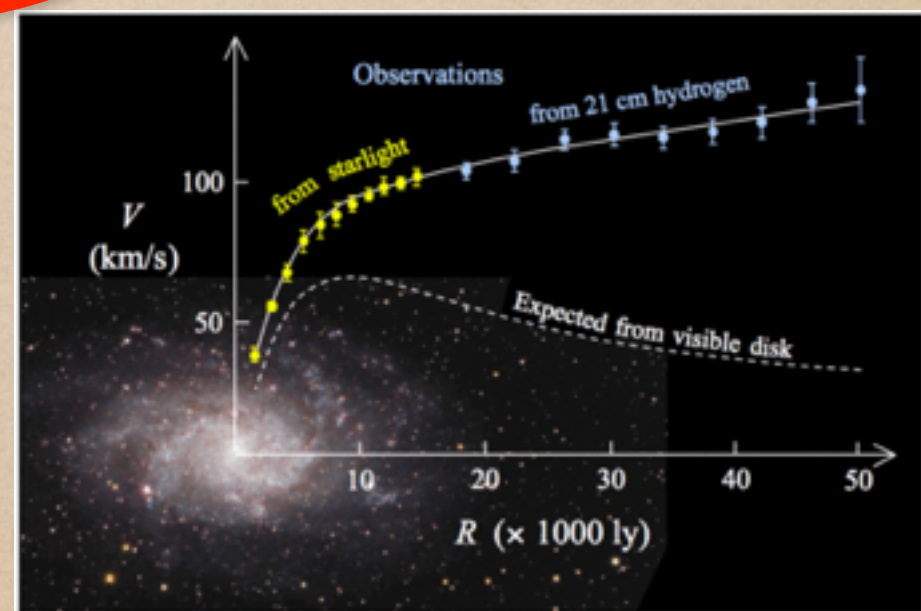 Observations
from 21 cm hydrogen
from starlight
100
V
(km/s)
50
Expected from visible disk
10 20 30 40 50
R (× 1000 ly)